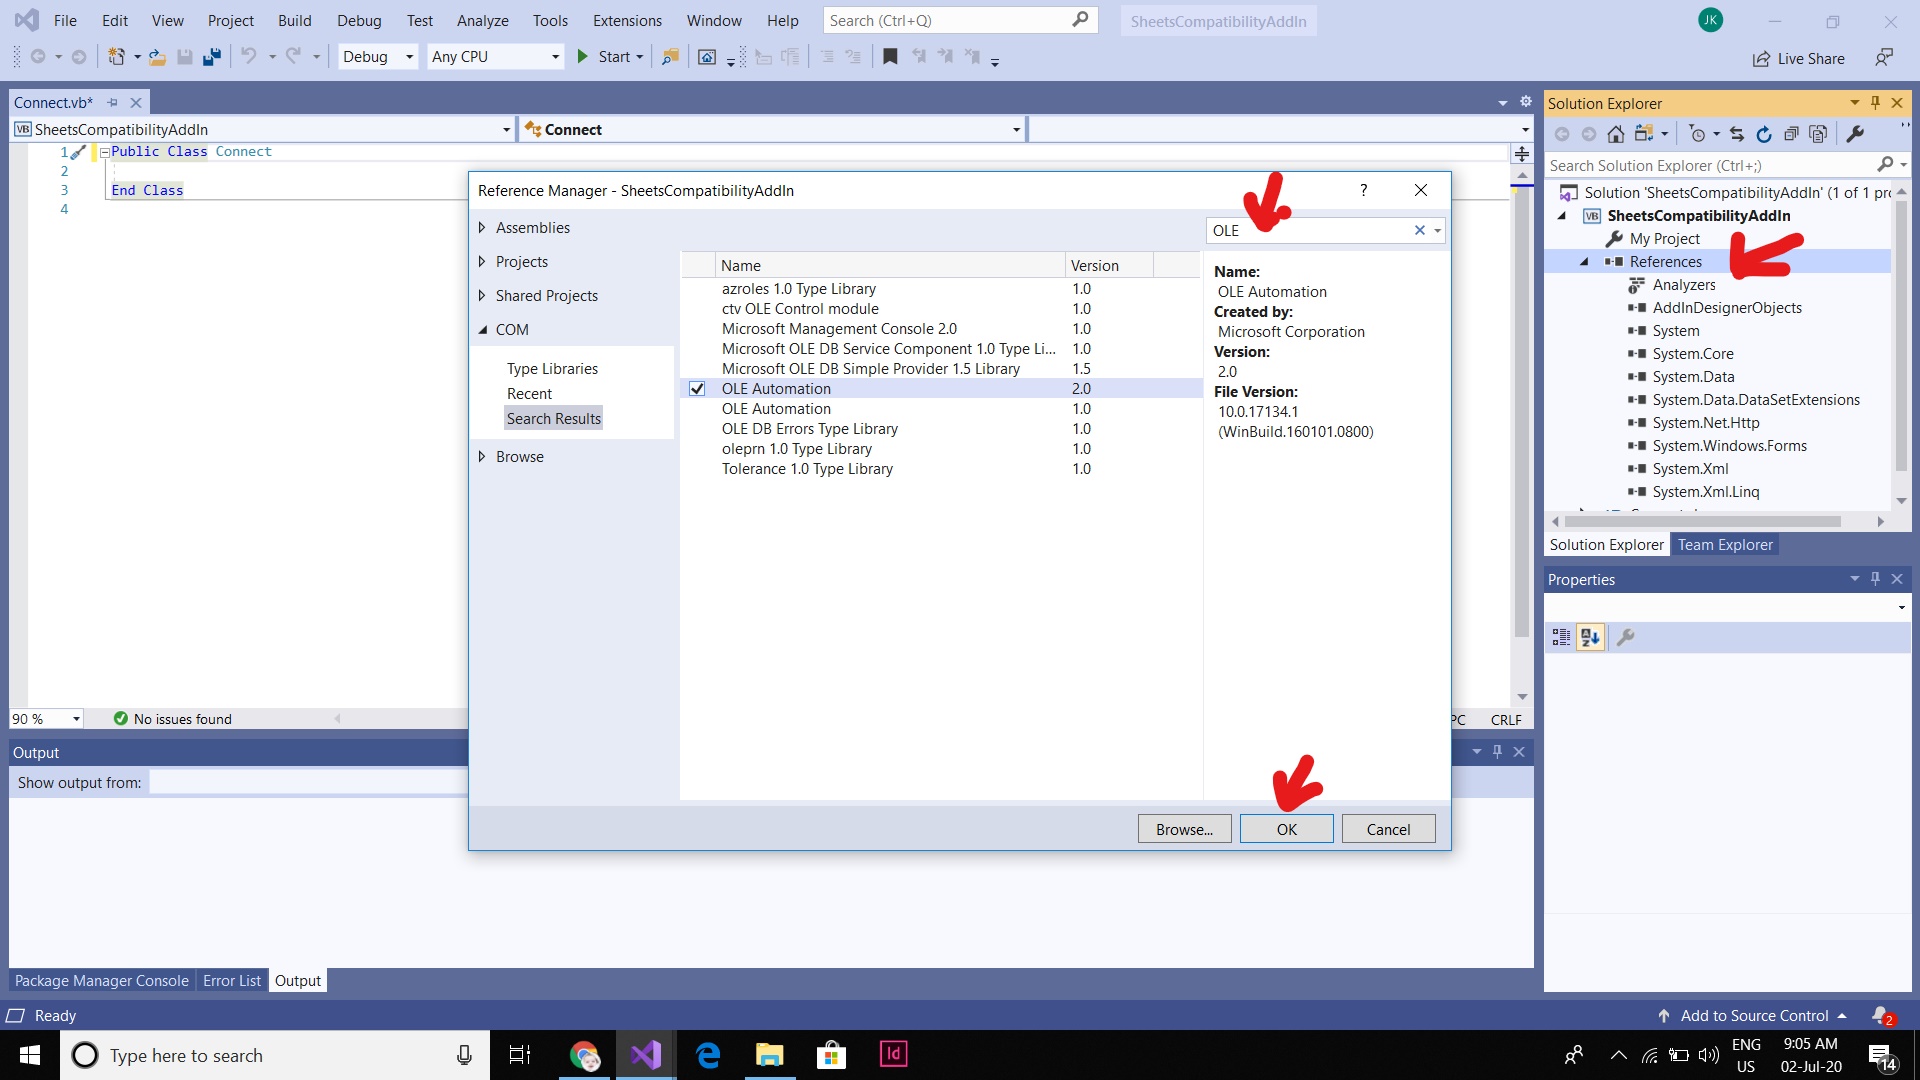 File Edit View Project Build Debug Test Analyze Tools Extensions Window Help Search (Ctrl+Q) SheetsCompatibilityAddIn JK
Debug Any CPU Start Live Share
Connect.vb*
VB SheetsCompatibilityAddIn Connect
1 Public Class Connect
2
3 End Class
4
90 % No issues found PC CRLF
Output
Show output from:
Package Manager Console Error List Output
Reference Manager - SheetsCompatibilityAddIn ?
Assemblies
Projects
Shared Projects
COM
Type Libraries
Recent
Search Results
Browse
OLE
Name Version
azroles 1.0 Type Library 1.0
ctv OLE Control module 1.0
Microsoft Management Console 2.0 1.0
Microsoft OLE DB Service Component 1.0 Type Li... 1.0
Microsoft OLE DB Simple Provider 1.5 Library 1.5
OLE Automation 2.0
OLE Automation 1.0
OLE DB Errors Type Library 1.0
oleprn 1.0 Type Library 1.0
Tolerance 1.0 Type Library 1.0
Name:
OLE Automation
Created by:
Microsoft Corporation
Version:
2.0
File Version:
10.0.17134.1
(WinBuild.160101.0800)
Browse... OK Cancel
Solution Explorer
Search Solution Explorer (Ctrl+;)
Solution 'SheetsCompatibilityAddIn' (1 of 1 pr
VB SheetsCompatibilityAddIn
My Project
References
Analyzers
AddInDesignerObjects
System
System.Core
System.Data
System.Data.DataSetExtensions
System.Net.Http
System.Windows.Forms
System.Xml
System.Xml.Linq
Solution Explorer Team Explorer
Properties
Ready Add to Source Control 2
Type here to search Id ENG US 9:05 AM 02-Jul-20 14